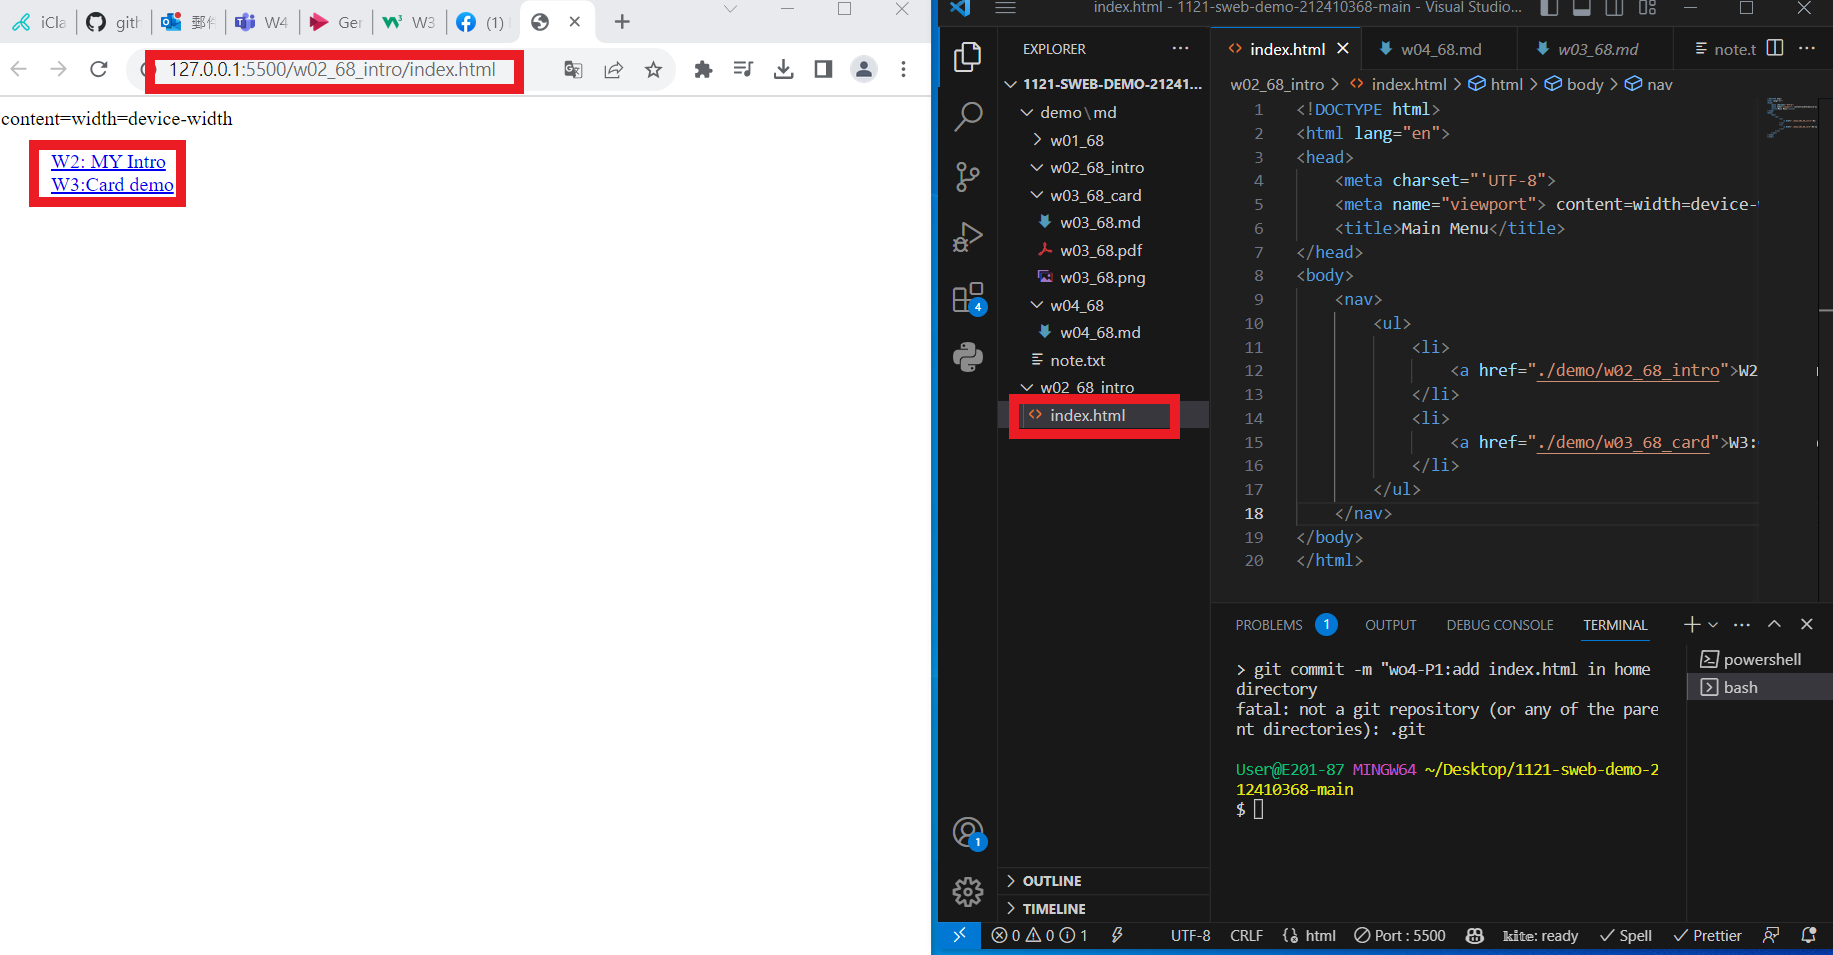 iCla
gith
郵件
W4
Ger
W3
(1)
127.0.0.1:5500/w02_68_intro/index.html
content=width=device-width
W2: MY Intro
W3:Card demo
index.html - 1121-sweb-demo-212410368-main - Visual Studio...
EXPLORER
1121-SWEB-DEMO-21241...
demo\md
w01_68
w02_68_intro
w03_68_card
w03_68.md
w03_68.pdf
w03_68.png
w04_68
w04_68.md
note.txt
w02_68_intro
index.html
OUTLINE
TIMELINE
4
1
index.html
w04_68.md
w03_68.md
note.t
w02_68_intro > index.html > html > body > nav
1 <!DOCTYPE html>
2 <html lang="en">
3 <head>
4 <meta charset="'UTF-8">
5 <meta name="viewport"> content=width=device-
6 <title>Main Menu</title>
7 </head>
8 <body>
9 <nav>
10 <ul>
11 <li>
12 <a href="./demo/w02_68_intro">W2
13 </li>
14 <li>
15 <a href="./demo/w03_68_card">W3:
16 </li>
17 </ul>
18 </nav>
19 </body>
20 </html>
PROBLEMS 1 OUTPUT DEBUG CONSOLE TERMINAL
> git commit -m "wo4-P1:add index.html in home
directory
fatal: not a git repository (or any of the pare
nt directories): .git
User@E201-87 MINGW64 ~/Desktop/1121-sweb-demo-2
12410368-main
$
powershell
bash
0 0 1 UTF-8 CRLF html Port : 5500 kite: ready Spell Prettier